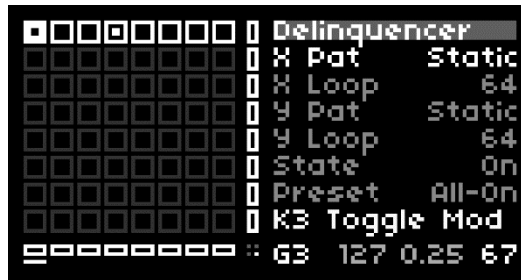 Delinquencer
X Pat Static
X Loop 64
Y Pat Static
Y Loop 64
State On
Preset All-On
K3 Toggle Mod
G3 127 0.25 67